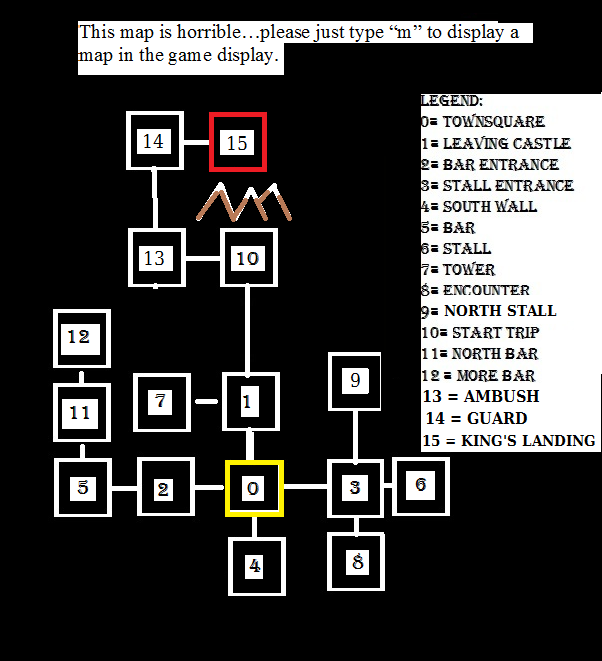 This map is horrible…please just type “m” to display a
map in the game display.
LEGEND:
0= TOWNSQUARE
1= LEAVING CASTLE
2= BAR ENTRANCE
3= STALL ENTRANCE
4= SOUTH WALL
5= BAR
6= STALL
7= TOWER
8= ENCOUNTER
9= NORTH STALL
10= START TRIP
11= NORTH BAR
12= MORE BAR
13 = AMBUSH
14 = GUARD
15 = KING'S LANDING
14
15
13
10
12
9
7
1
11
5
2
0
3
6
4
8